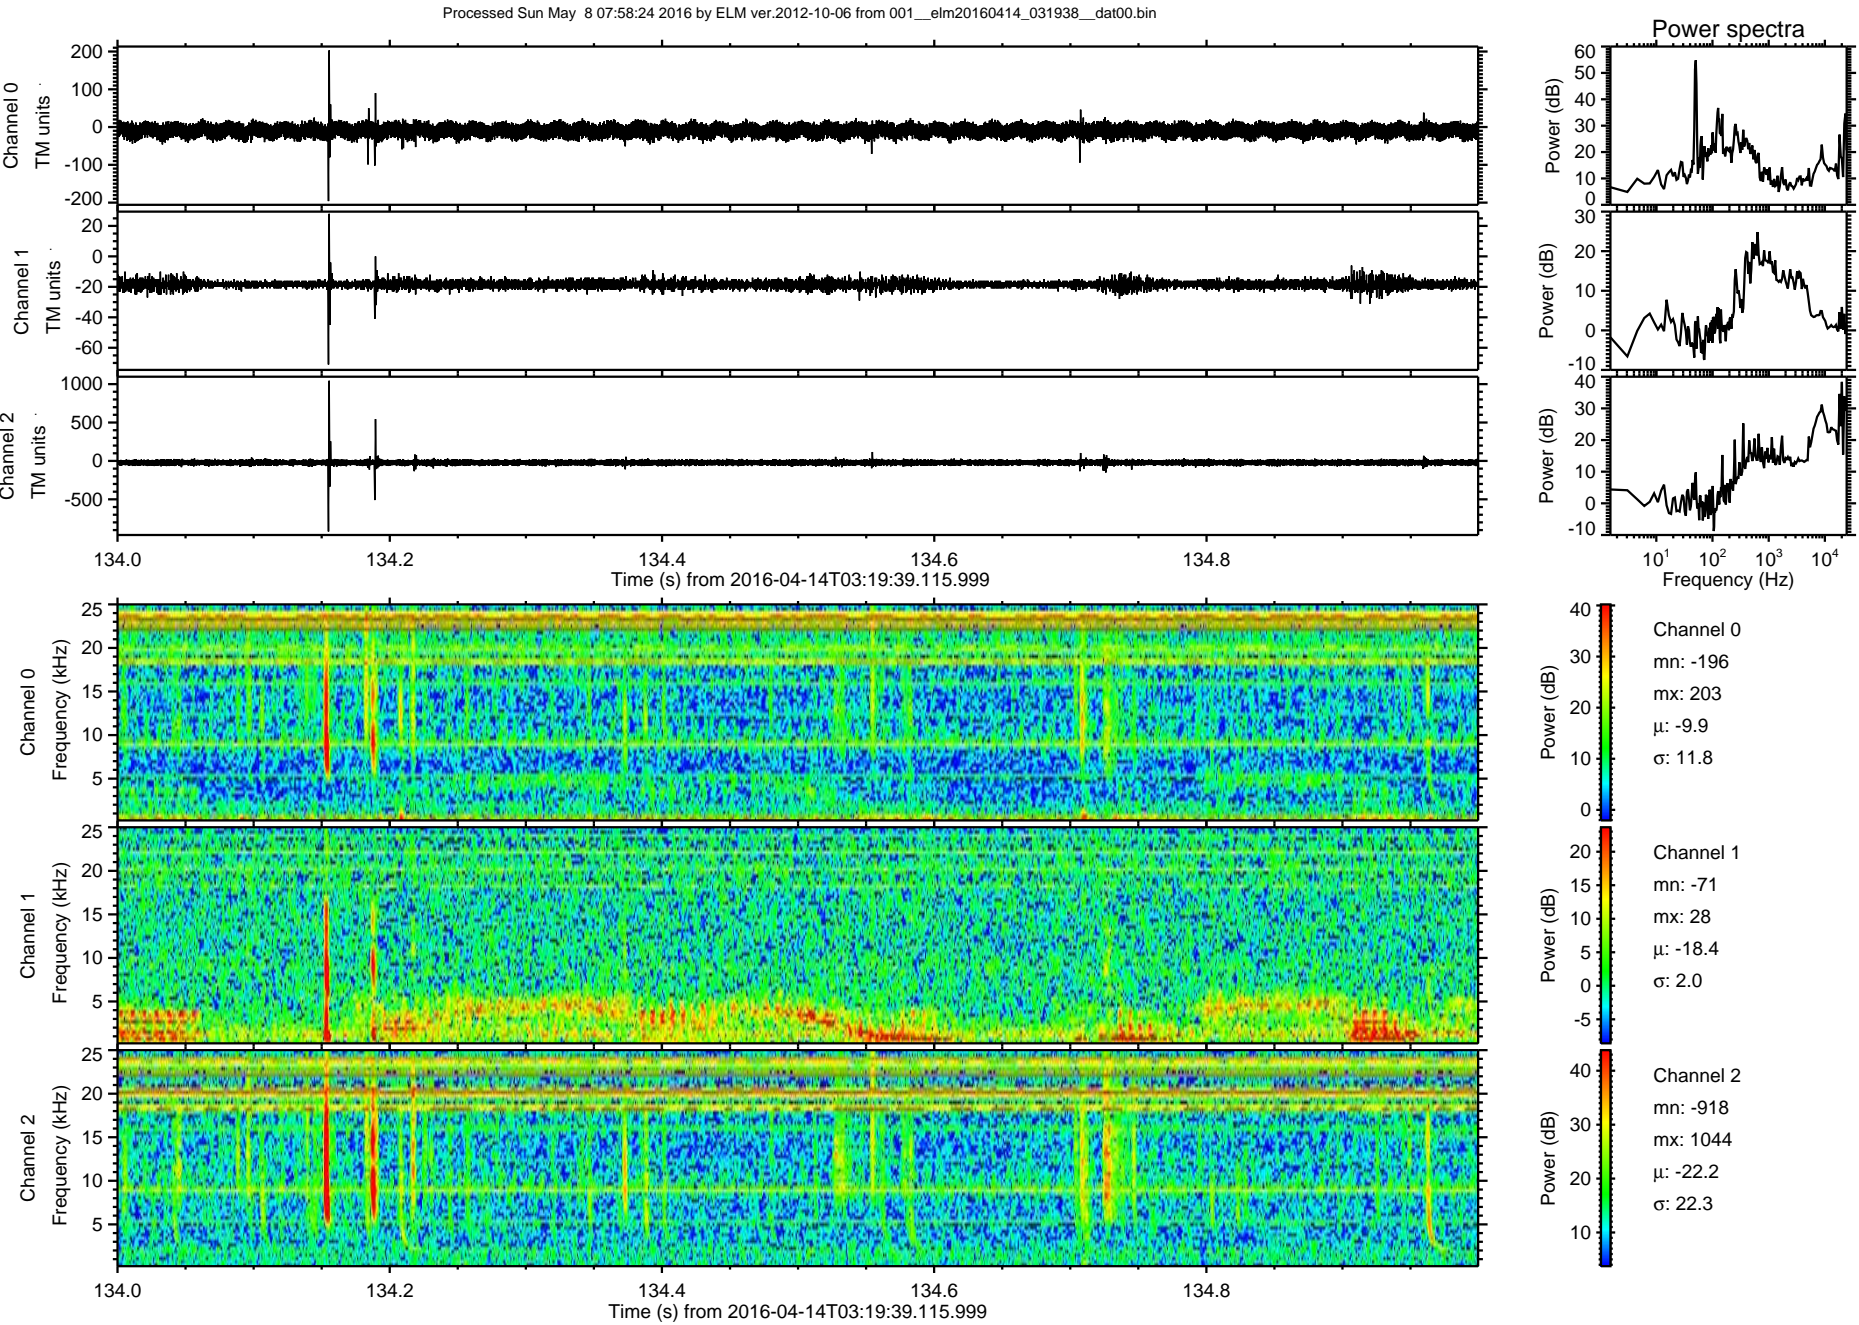 Processed Sun May 8 07:58:24 2016 by ELM ver.2012-10-06 from 001__elm20160414_031938__dat00.bin
Power spectra
Channel 0
TM units
200
100
0
-100
-200
Power (dB)
60
50
40
30
20
10
0
Channel 1
TM units
20
0
-20
-40
-60
Power (dB)
30
20
10
0
-10
Channel 2
TM units
1000
500
0
-500
Power (dB)
40
30
20
10
0
-10
134.0 134.2 134.4 134.6 134.8
Time (s) from 2016-04-14T03:19:39.115.999
10¹ 10² 10³ 10⁴
Frequency (Hz)
Channel 0
Frequency (kHz)
25
20
15
10
5
Power (dB)
40
30
20
10
0
Channel 0
mn: -196
mx: 203
μ: -9.9
σ: 11.8
Channel 1
Frequency (kHz)
25
20
15
10
5
Power (dB)
20
15
10
5
0
-5
Channel 1
mn: -71
mx: 28
μ: -18.4
σ: 2.0
Channel 2
Frequency (kHz)
25
20
15
10
5
Power (dB)
40
30
20
10
Channel 2
mn: -918
mx: 1044
μ: -22.2
σ: 22.3
134.0 134.2 134.4 134.6 134.8
Time (s) from 2016-04-14T03:19:39.115.999